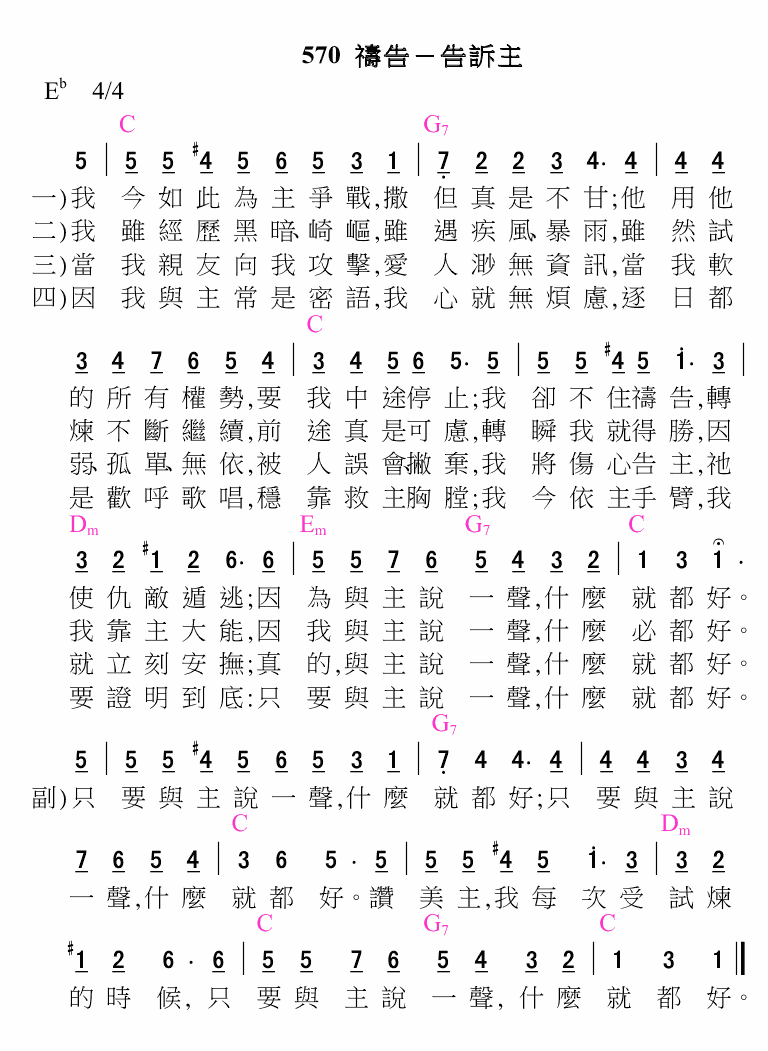 570 禱告－告訴主
E♭ 4/4
C G7
5 | 5 5 #4 5 6 5 3 1 | 7 2 2 3 4· 4 | 4 4
一)我 今如此為主爭戰,撒 但真是不甘;他 用他
二)我 雖經歷黑暗、崎嶇,雖 遇疾風、暴雨,雖 然試
三)當 我親友向我攻擊,愛 人渺無資訊,當 我軟
四)因 我與主常是密語,我 心就無煩慮,逐 日都
C
3 4 7 6 5 4 | 3 4 5 6 5· 5 | 5 5 #4 5 1· 3 |
的所有權勢,要 我中途停止;我 卻不住禱告,轉
煉不斷繼續,前 途真是可慮,轉 瞬我就得勝,因
弱、孤單、無依,被 人誤會、撇棄,我 將傷心告主,祂
是歡呼歌唱,穩 靠救主胸膛;我 今依主手臂,我
Dm Em G7 C
3 2 #1 2 6· 6 | 5 5 7 6 5 4 3 2 | 1 3 1 ·
使仇敵遁逃;因 為與主說一聲,什麼 就都好。
我靠主大能,因 我與主說一聲,什麼 必都好。
就立刻安撫;真 的,與主說一聲,什麼 就都好。
要證明到底:只 要與主說一聲,什麼 就都好。
G7
5 | 5 5 #4 5 6 5 3 1 | 7 4 4· 4 | 4 4 3 4
副)只 要與主說一聲,什麼 就都好;只 要與主說
C Dm
7 6 5 4 | 3 6 5 · 5 | 5 5 #4 5 1· 3 | 3 2
一聲,什麼 就都好。讚 美主,我每次受 試煉
C G7 C
#1 2 6 · 6 | 5 5 7 6 5 4 3 2 | 1 3 1 ‖
的時候,只 要與主說一聲,什麼 就都好。